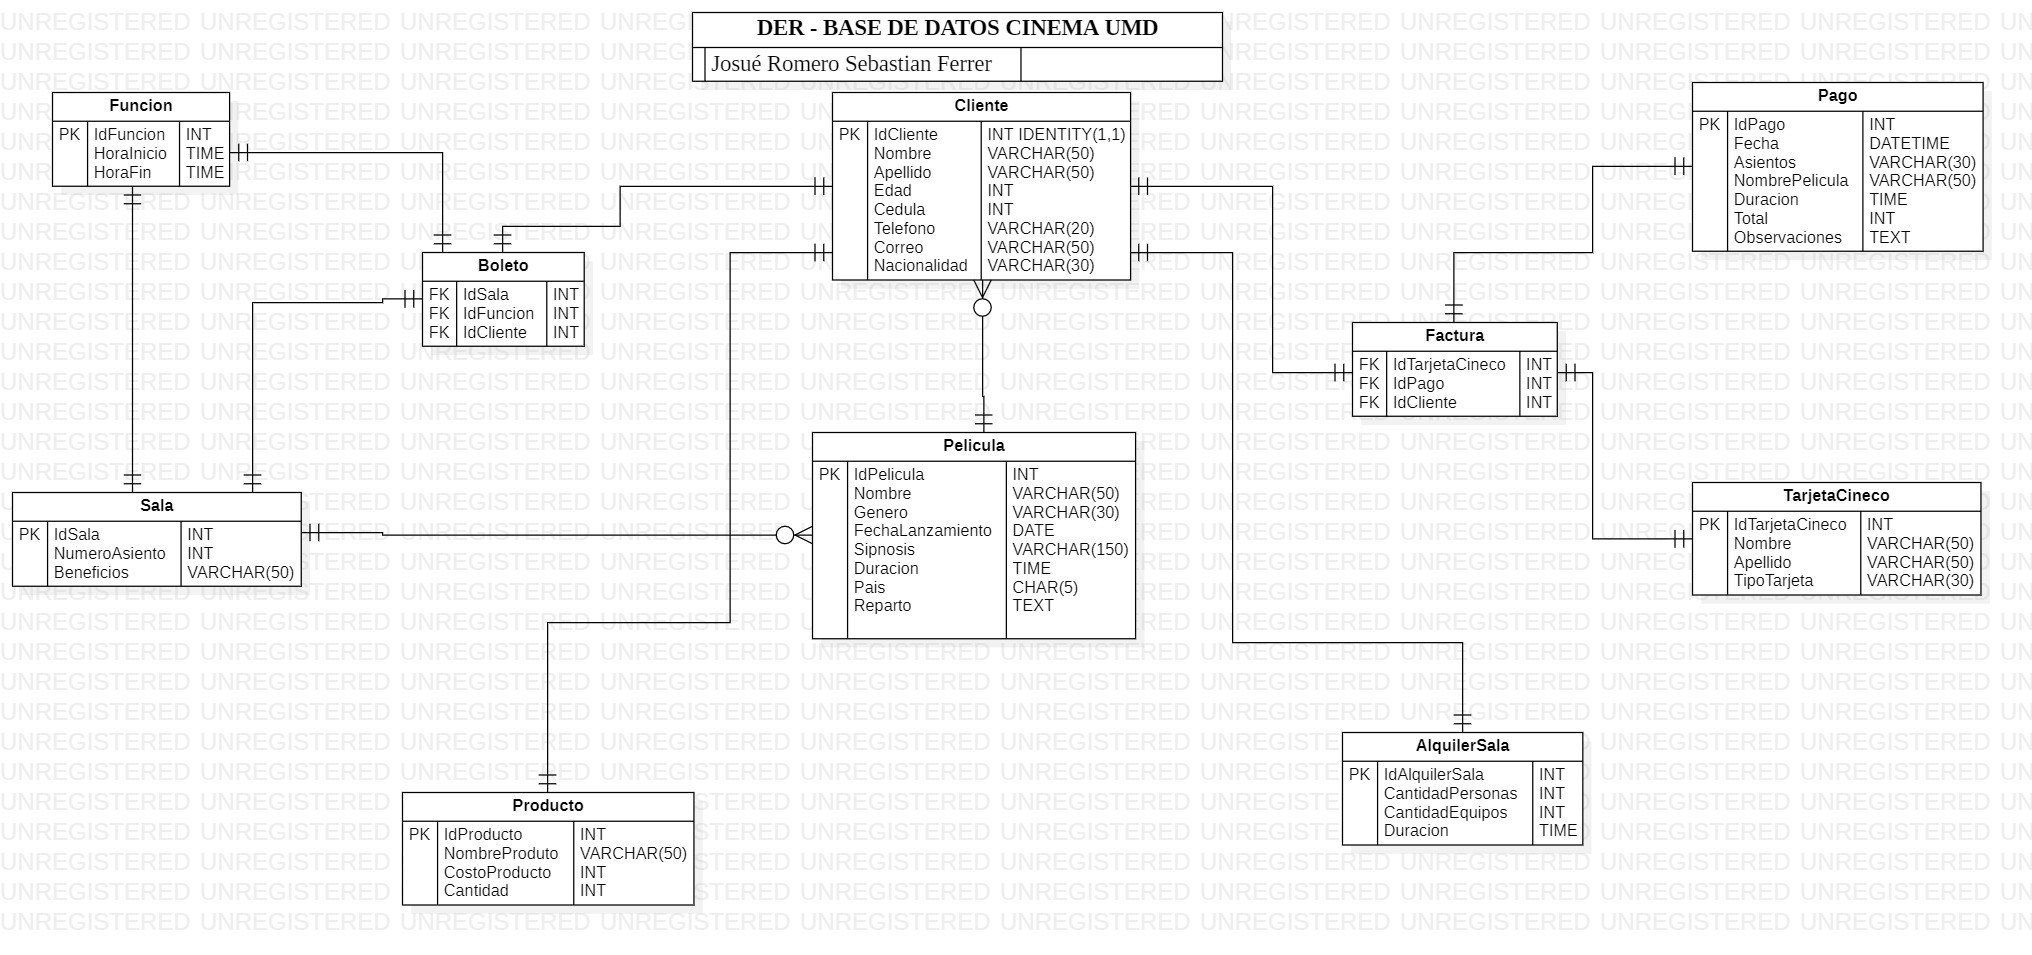 DER - BASE DE DATOS CINEMA UMD
Josué Romero Sebastian Ferrer
Funcion
PK IdFuncion INT
HoraInicio TIME
HoraFin TIME
Cliente
PK IdCliente INT IDENTITY(1,1)
Nombre VARCHAR(50)
Apellido VARCHAR(50)
Edad INT
Cedula INT
Telefono VARCHAR(20)
Correo VARCHAR(50)
Nacionalidad VARCHAR(30)
Pago
PK IdPago INT
Fecha DATETIME
Asientos VARCHAR(30)
NombrePelicula VARCHAR(50)
Duracion TIME
Total INT
Observaciones TEXT
Boleto
FK IdSala INT
FK IdFuncion INT
FK IdCliente INT
Factura
FK IdTarjetaCineco INT
FK IdPago INT
FK IdCliente INT
Pelicula
PK IdPelicula INT
Nombre VARCHAR(50)
Genero VARCHAR(30)
FechaLanzamiento DATE
Sipnosis VARCHAR(150)
Duracion TIME
Pais CHAR(5)
Reparto TEXT
Sala
PK IdSala INT
NumeroAsiento INT
Beneficios VARCHAR(50)
TarjetaCineco
PK IdTarjetaCineco INT
Nombre VARCHAR(50)
Apellido VARCHAR(50)
TipoTarjeta VARCHAR(30)
AlquilerSala
PK IdAlquilerSala INT
CantidadPersonas INT
CantidadEquipos INT
Duracion TIME
Producto
PK IdProducto INT
NombreProduto VARCHAR(50)
CostoProducto INT
Cantidad INT
UNREGISTERED